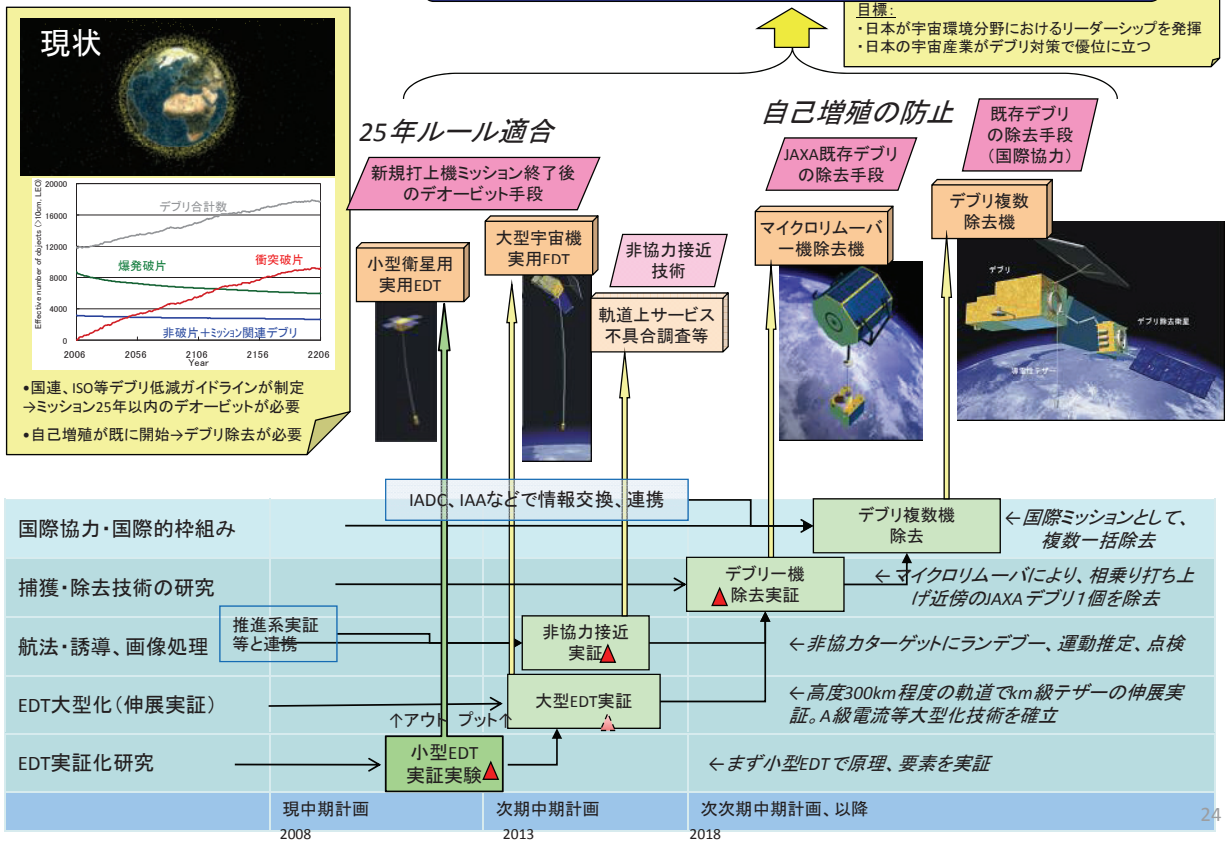 目標:
・日本が宇宙環境分野におけるリーダーシップを発揮
・日本の宇宙産業がデブリ対策で優位に立つ
現状
Effective number of objects (>10cm, LEO)
20000
16000
12000
8000
4000
0
デブリ合計数
爆発破片
衝突破片
非破片+ミッション関連デブリ
2006
2056
2106
2156
2206
Year
•国連、ISO等デブリ低減ガイドラインが制定
→ミッション25年以内のデオービットが必要
•自己増殖が既に開始→デブリ除去が必要
25年ルール適合
新規打上機ミッション終了後
のデオービット手段
自己増殖の防止
JAXA既存デブリ
の除去手段
既存デブリ
の除去手段
(国際協力)
小型衛星用
実用EDT
大型宇宙機
実用EDT
非協力接近
技術
軌道上サービス
不具合調査等
マイクロリムーバ
一機除去機
デブリ複数
除去機
デブリ
デブリ除去衛星
導電性テザー
IADC、IAAなどで情報交換、連携
国際協力・国際的枠組み
デブリ複数機
除去
←国際ミッションとして、
複数一括除去
捕獲・除去技術の研究
デブリ一機
除去実証
←マイクロリムーバにより、相乗り打ち上
げ近傍のJAXAデブリ1個を除去
航法・誘導、画像処理
推進系実証
等と連携
非協力接近
実証
←非協力ターゲットにランデブー、運動推定、点検
EDT大型化(伸展実証)
大型EDT実証
←高度300km程度の軌道でkm級テザーの伸展実
証。A級電流等大型化技術を確立
↑アウト プット↑
EDT実証化研究
小型EDT
実証実験
←まず小型EDTで原理、要素を実証
現中期計画
次期中期計画
次次期中期計画、以降
2008
2013
2018
24